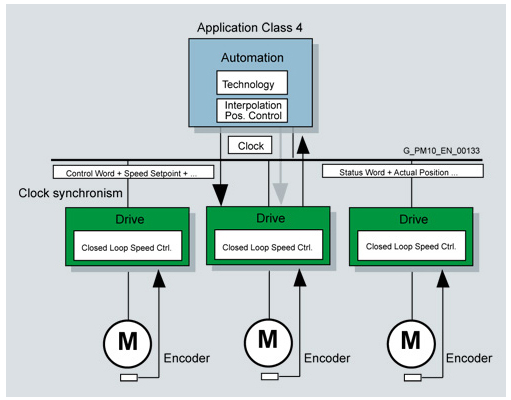 Application Class 4
Automation
Technology
Interpolation
Pos. Control
Clock
G_PM10_EN_00133
Control Word + Speed Setpoint + ...
Status Word + Actual Position ...
Clock synchronism
Drive
Closed Loop Speed Ctrl.
Drive
Closed Loop Speed Ctrl.
Drive
Closed Loop Speed Ctrl.
M
Encoder
M
Encoder
M
Encoder